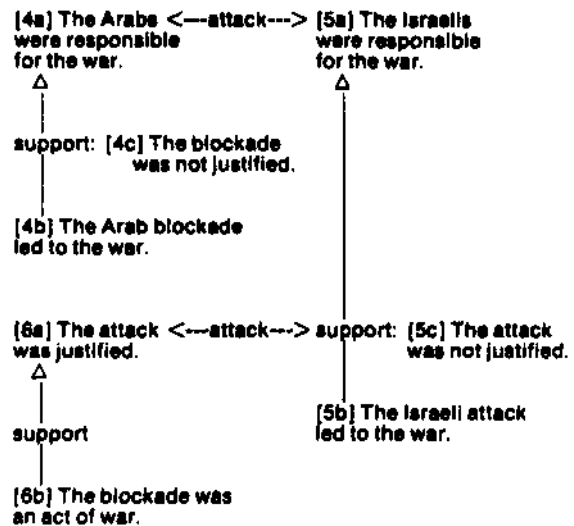 [4a] The Arabs <---attack---> [5a] The Israelis
were responsible were responsible
for the war. for the war.
support: [4c] The blockade
was not justified.
[4b] The Arab blockade
led to the war.
[6a] The attack <---attack---> support: [5c] The attack
was justified. was not justified.
[5b] The Israeli attack
support led to the war.
[6b] The blockade was
an act of war.